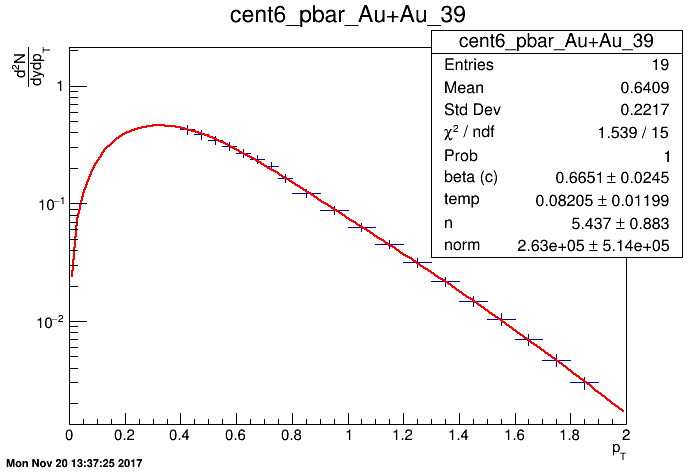 cent6_pbar_Au+Au_39
d²N
dydp_T
cent6_pbar_Au+Au_39
Entries 19
Mean 0.6409
Std Dev 0.2217
χ² / ndf 1.539 / 15
Prob 1
beta (c) 0.6651 ± 0.0245
temp 0.08205 ± 0.01199
n 5.437 ± 0.883
norm 2.63e+05 ± 5.14e+05
1
10⁻¹
10⁻²
0 0.2 0.4 0.6 0.8 1 1.2 1.4 1.6 1.8 2
p_T
Mon Nov 20 13:37:25 2017